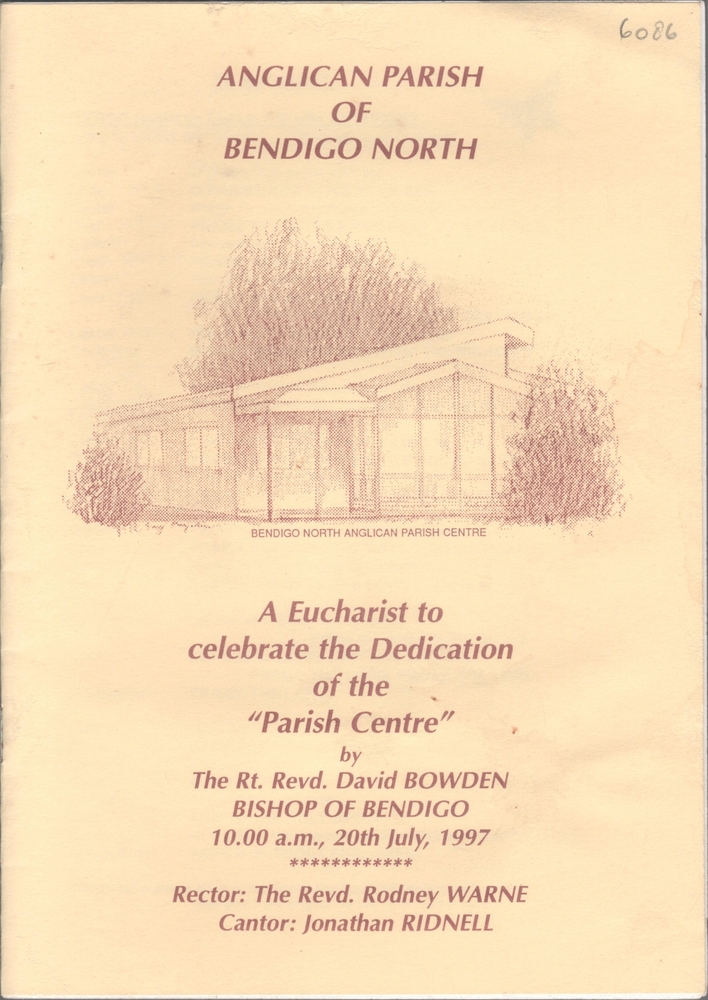 6086
ANGLICAN PARISH
OF
BENDIGO NORTH
BENDIGO NORTH ANGLICAN PARISH CENTRE
A Eucharist to
celebrate the Dedication
of the
“Parish Centre”
by
The Rt. Revd. David BOWDEN
BISHOP OF BENDIGO
10.00 a.m., 20th July, 1997
************
Rector: The Revd. Rodney WARNE
Cantor: Jonathan RIDNELL